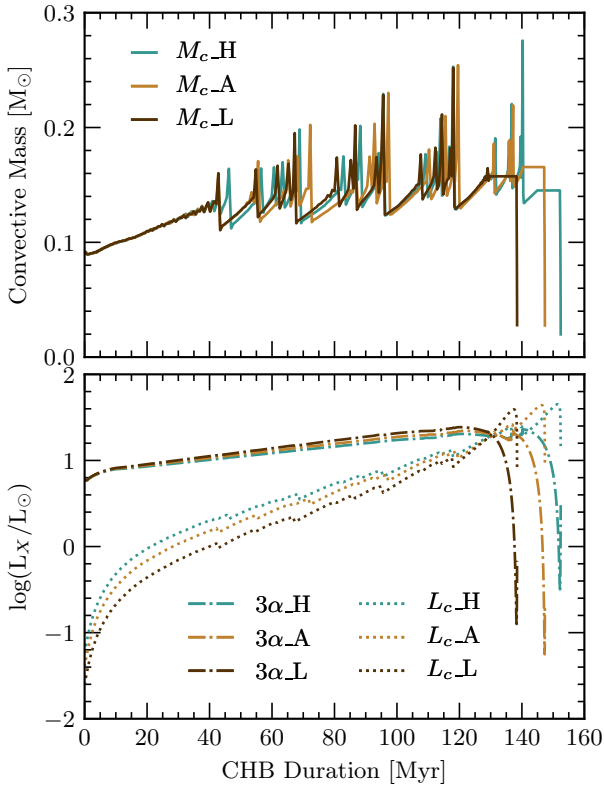 0.3
M_c_H
M_c_A
M_c_L
0.2
Convective Mass [M⊙]
0.1
0.0
2
1
log(L_X/L⊙)
0
3α_H L_c_H
−1
3α_A L_c_A
3α_L L_c_L
−2
0 20 40 60 80 100 120 140 160
CHB Duration [Myr]